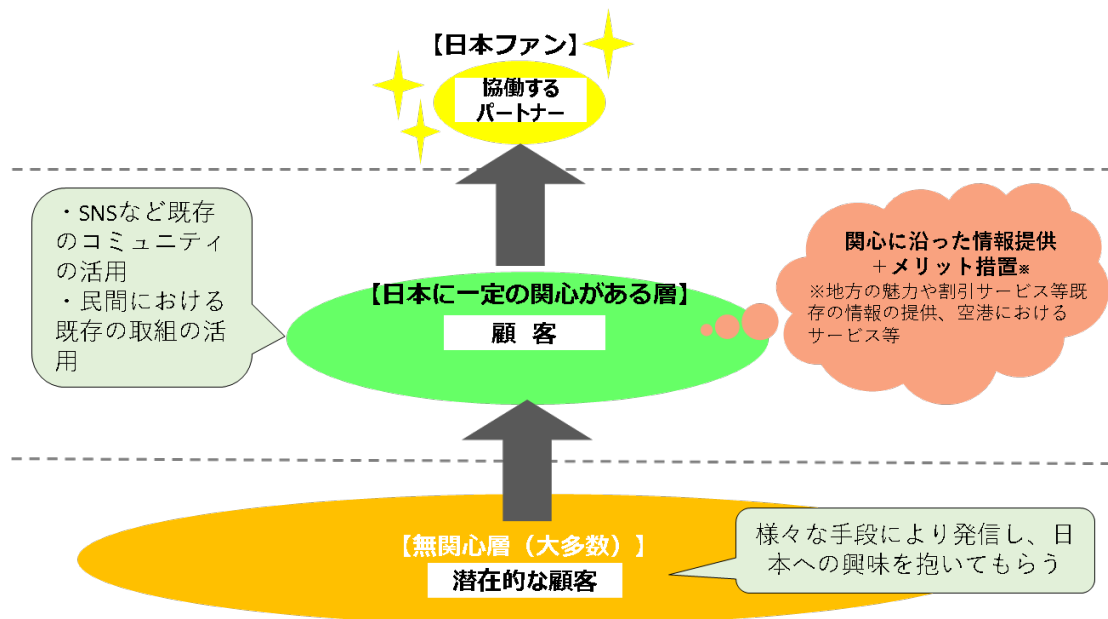 【日本ファン】
協働する
パートナー
・SNSなど既存
のコミュニティ
の活用
・民間における
既存の取組の活
用
【日本に一定の関心がある層】
顧 客
関心に沿った情報提供
＋メリット措置※
※地方の魅力や割引サービス等既
存の情報の提供、空港における
サービス等
【無関心層（大多数）】
潜在的な顧客
様々な手段により発信し、日
本への興味を抱いてもらう